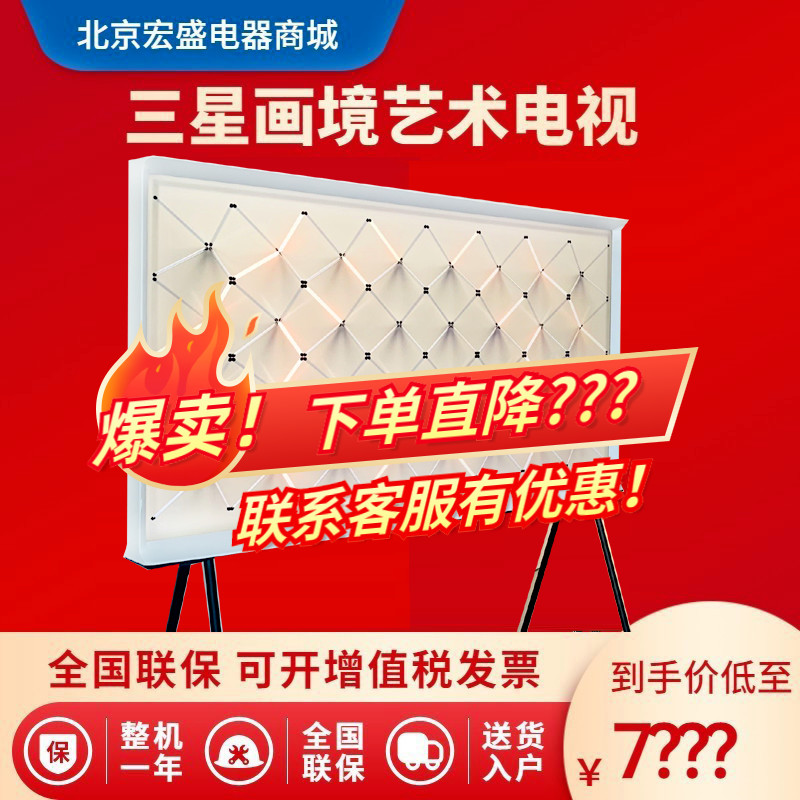 北京宏盛电器商城
三星画境艺术电视
爆卖！ 下单直降???
联系客服有优惠！
全国联保 可开增值税发票
到手价低至
¥7???
保
整机
一年
全国
联保
送货
入户